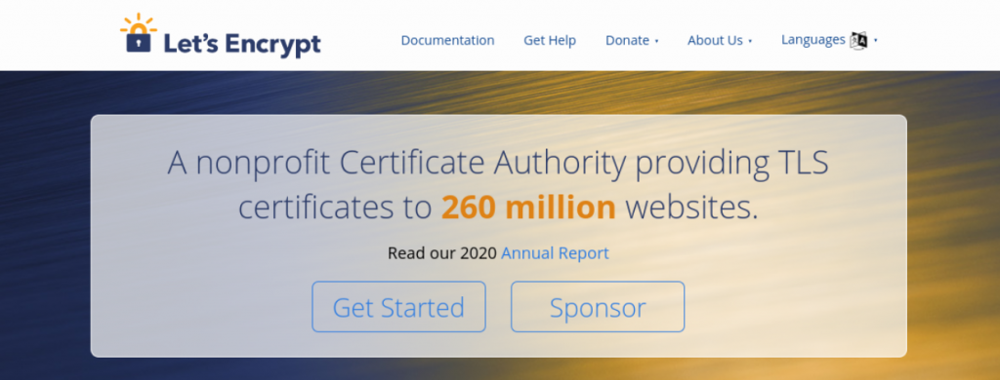 Let's Encrypt
Documentation Get Help Donate About Us Languages
A nonprofit Certificate Authority providing TLS
certificates to 260 million websites.
Read our 2020 Annual Report
Get Started Sponsor